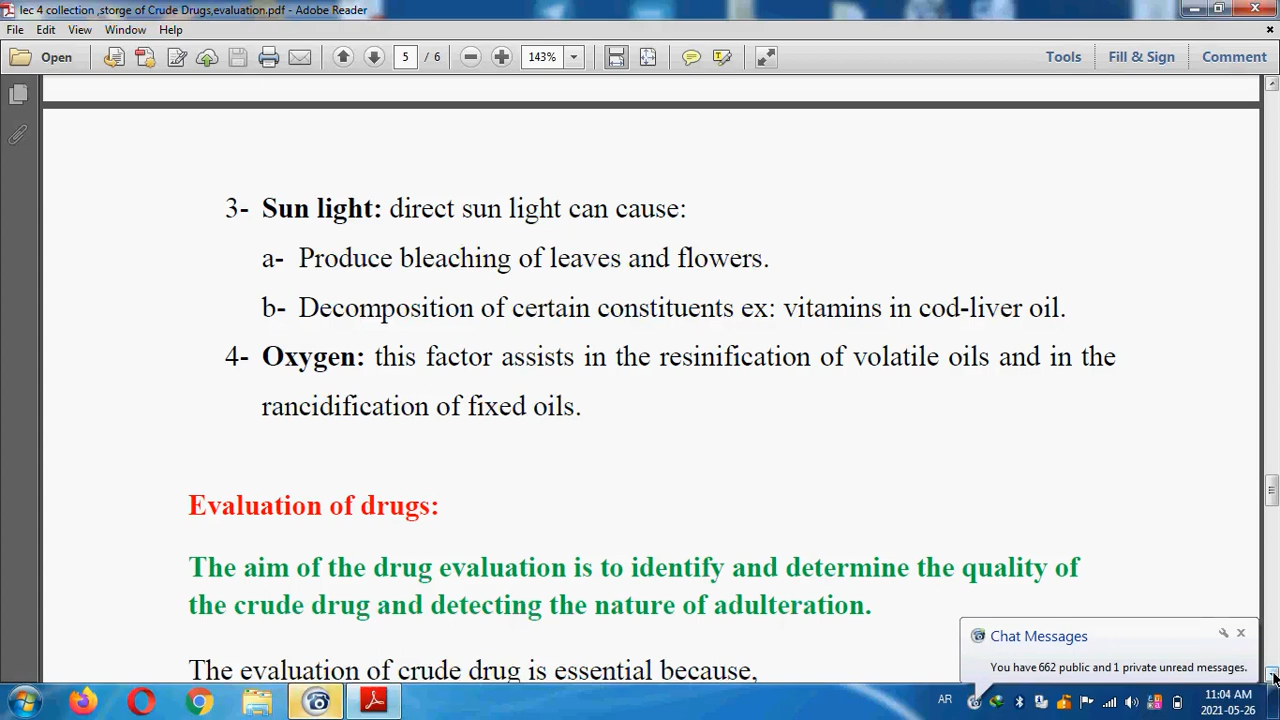 lec 4 collection ,storge of Crude Drugs,evaluation.pdf - Adobe Reader
File Edit View Window Help
Open 5 / 6 143% Tools Fill & Sign Comment
3- Sun light: direct sun light can cause:
a- Produce bleaching of leaves and flowers.
b- Decomposition of certain constituents ex: vitamins in cod-liver oil.
4- Oxygen: this factor assists in the resinification of volatile oils and in the
rancidification of fixed oils.
Evaluation of drugs:
The aim of the drug evaluation is to identify and determine the quality of
the crude drug and detecting the nature of adulteration.
The evaluation of crude drug is essential because,
Chat Messages
You have 662 public and 1 private unread messages.
AR
11:04 AM
2021-05-26